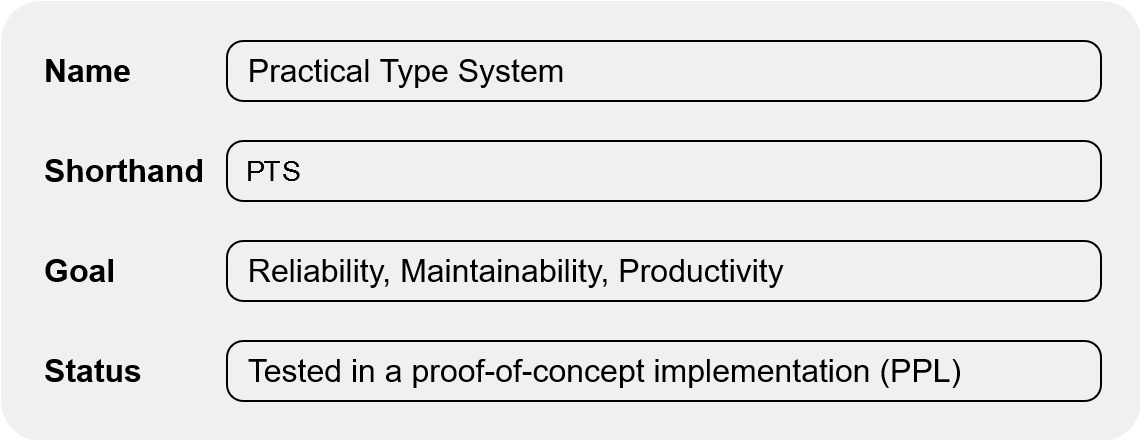 Name Practical Type System
Shorthand PTS
Goal Reliability, Maintainability, Productivity
Status Tested in a proof-of-concept implementation (PPL)